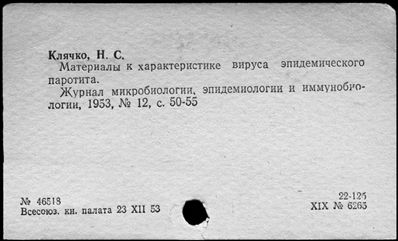 Клячко, Н. С.
Материалы к характеристике вируса эпидемического
паротита.
Журнал микробиологии, эпидемиологии и иммунобио-
логии, 1953, № 12, с. 50-55
№ 46518
Всесоюз. кн. палата 23 XII 53
22-125
XIX № 6265